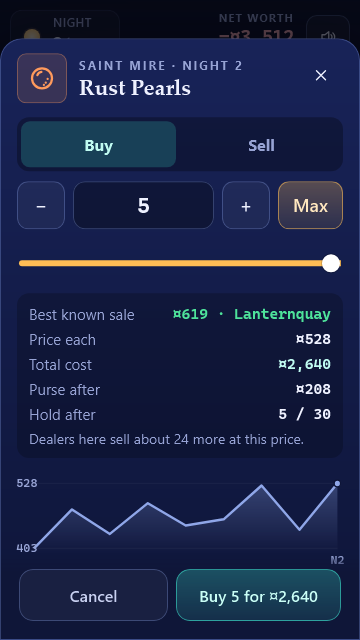 NIGHT
NET WORTH
−¤3,512
SAINT MIRE · NIGHT 2
Rust Pearls
×
Buy
Sell
−
5
+
Max
Best known sale
¤619 · Lanternquay
Price each
¤528
Total cost
¤2,640
Purse after
¤208
Hold after
5 / 30
Dealers here sell about 24 more at this price.
528
403
N2
Cancel
Buy 5 for ¤2,640